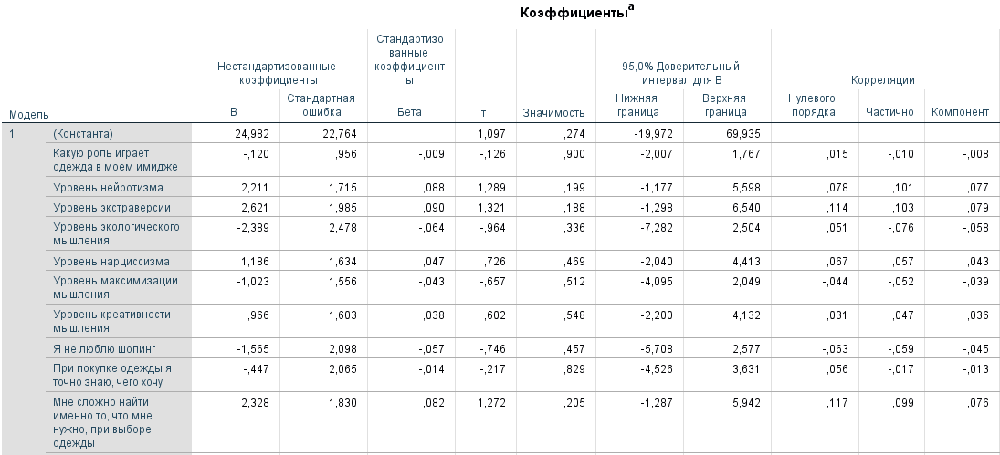 Коэффициентыa
Модель Нестандартизованные коэффициенты Стандартизо ванные коэффициент ы т Значимость 95,0% Доверительный интервал для B Корреляции
B Стандартная ошибка Бета Нижняя граница Верхняя граница Нулевого порядка Частично Компонент
1 (Константа) 24,982 22,764 1,097 ,274 -19,972 69,935
Какую роль играет
одежда в моем имидже -,120 ,956 -,009 -,126 ,900 -2,007 1,767 ,015 -,010 -,008
Уровень нейротизма 2,211 1,715 ,088 1,289 ,199 -1,177 5,598 ,078 ,101 ,077
Уровень экстраверсии 2,621 1,985 ,090 1,321 ,188 -1,298 6,540 ,114 ,103 ,079
Уровень экологического
мышления -2,389 2,478 -,064 -,964 ,336 -7,282 2,504 ,051 -,076 -,058
Уровень нарциссизма 1,186 1,634 ,047 ,726 ,469 -2,040 4,413 ,067 ,057 ,043
Уровень максимизации
мышления -1,023 1,556 -,043 -,657 ,512 -4,095 2,049 -,044 -,052 -,039
Уровень креативности
мышления ,966 1,603 ,038 ,602 ,548 -2,200 4,132 ,031 ,047 ,036
Я не люблю шопинг -1,565 2,098 -,057 -,746 ,457 -5,708 2,577 -,063 -,059 -,045
При покупке одежды я
точно знаю, чего хочу -,447 2,065 -,014 -,217 ,829 -4,526 3,631 ,056 -,017 -,013
Мне сложно найти
именно то, что мне
нужно, при выборе
одежды 2,328 1,830 ,082 1,272 ,205 -1,287 5,942 ,117 ,099 ,076